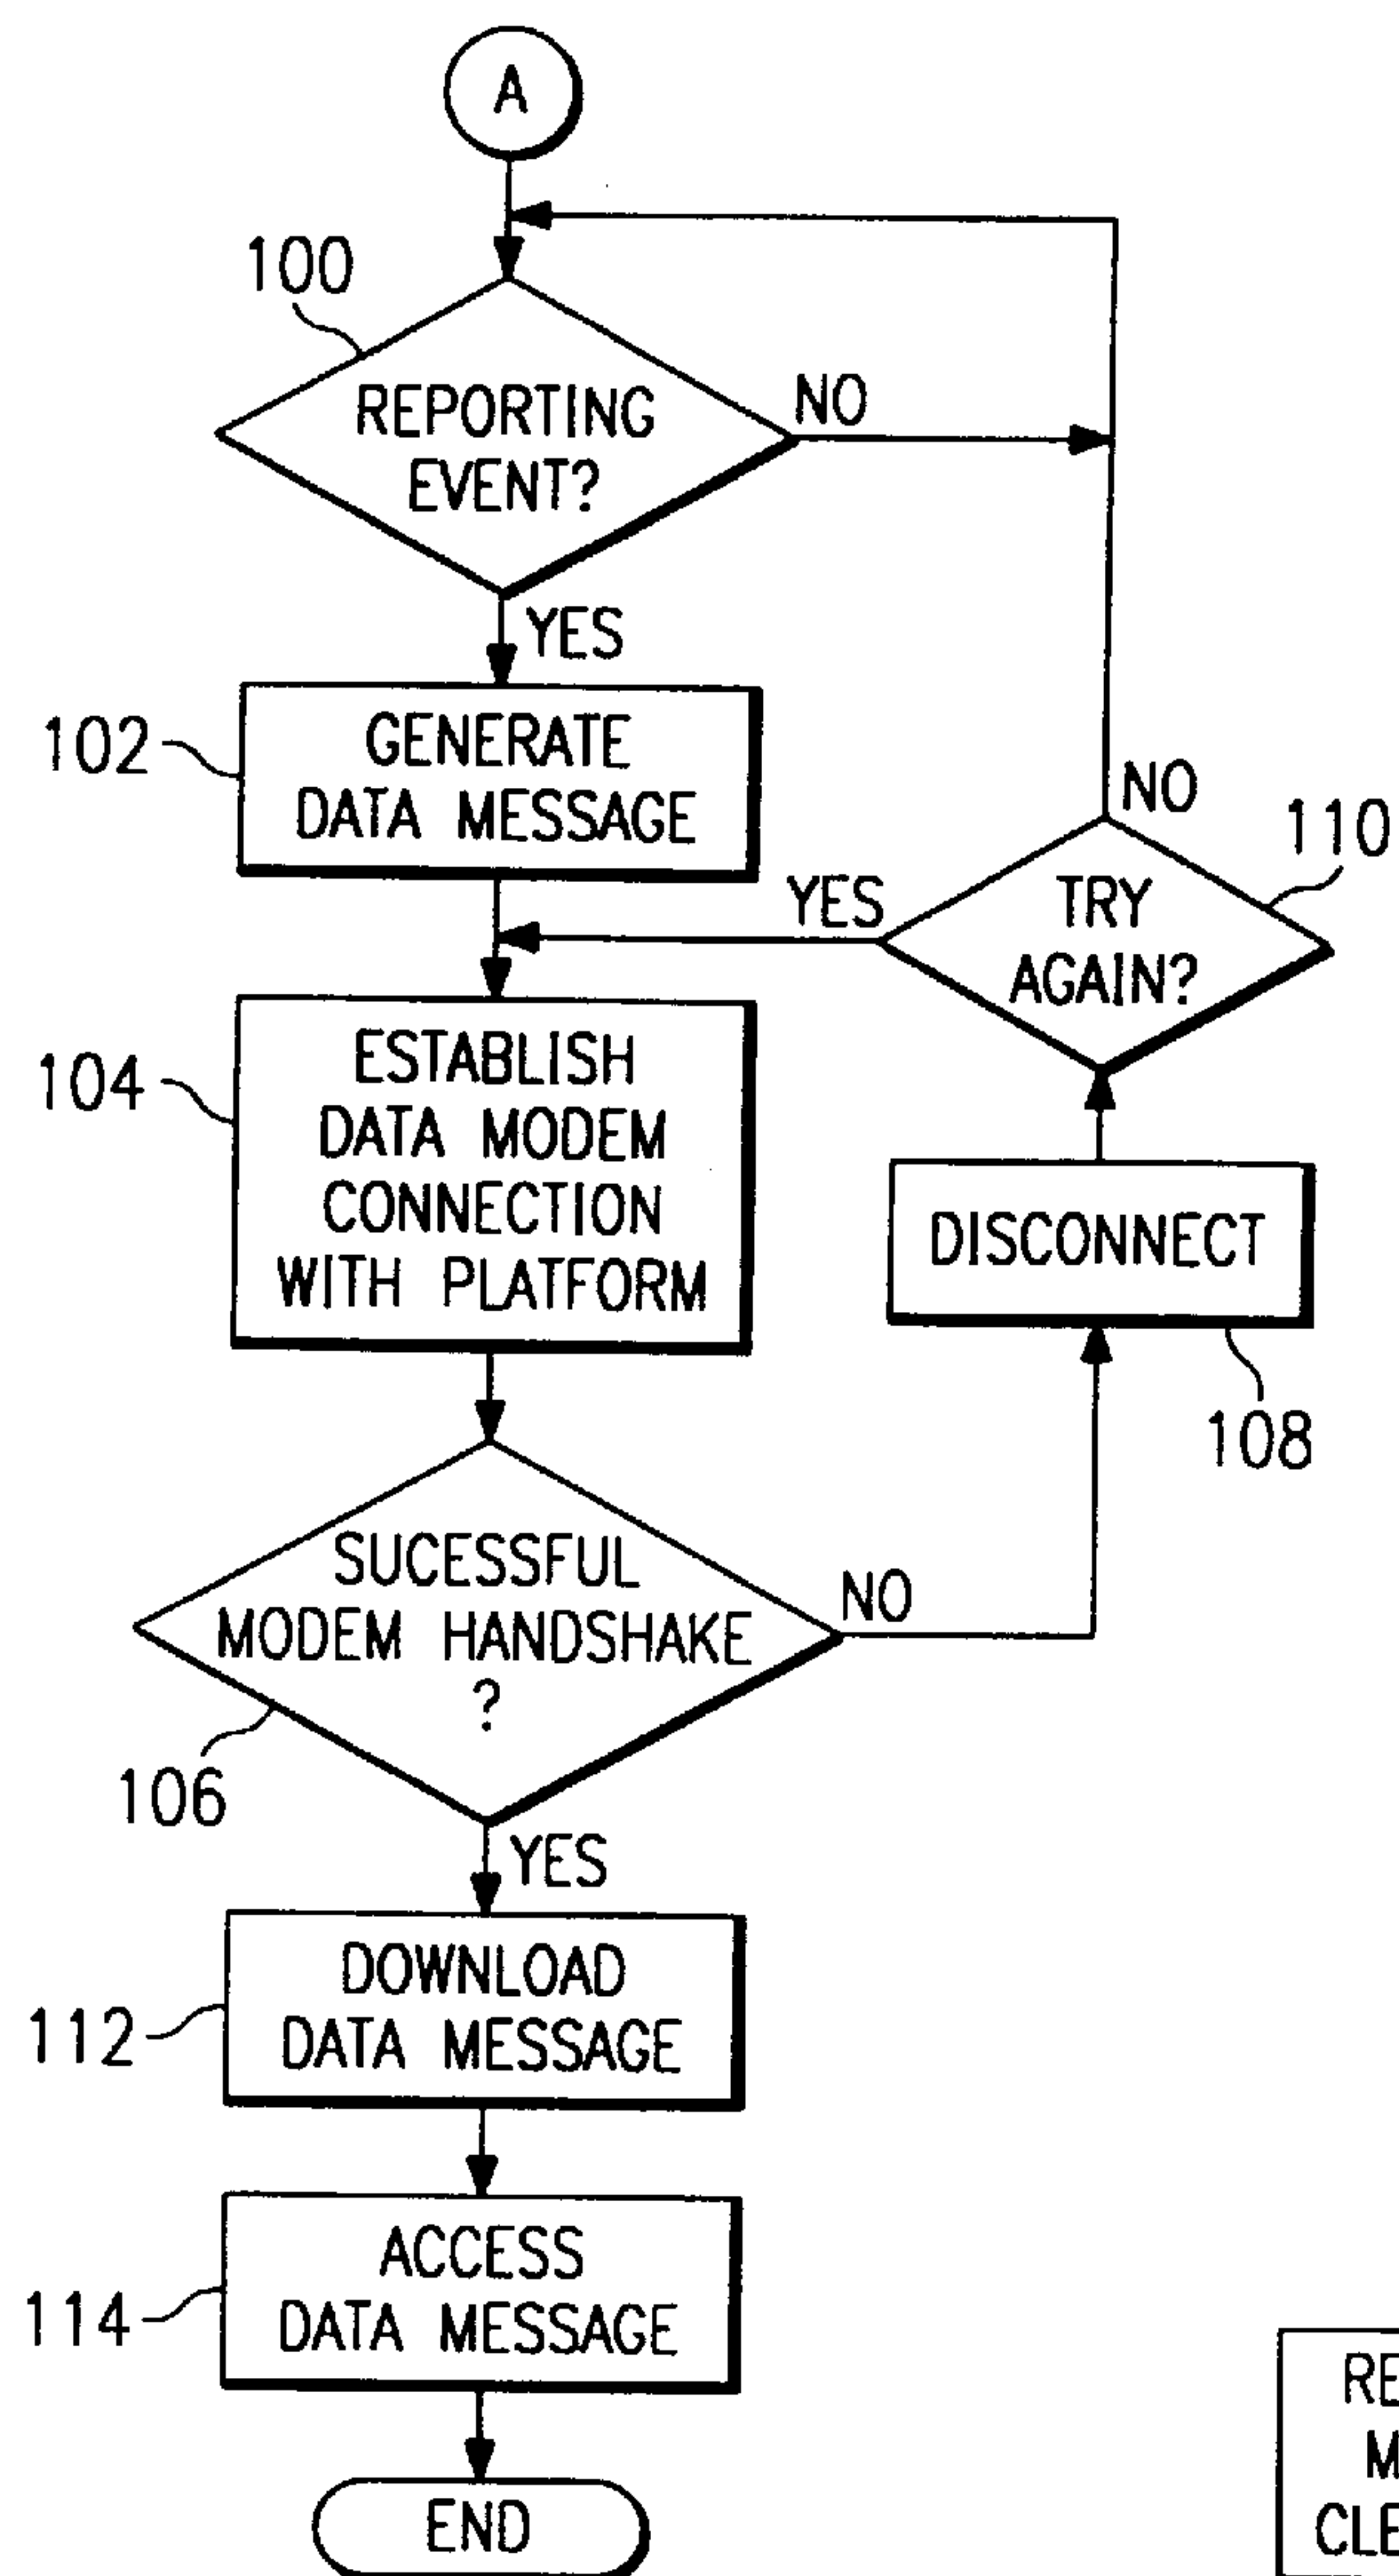 A
100
REPORTING
EVENT?
NO
YES
102
GENERATE
DATA MESSAGE
NO
110
YES
TRY
AGAIN?
104
ESTABLISH
DATA MODEM
CONNECTION
WITH PLATFORM
DISCONNECT
108
SUCESSFUL
MODEM HANDSHAKE
?
NO
106
YES
112
DOWNLOAD
DATA MESSAGE
114
ACCESS
DATA MESSAGE
END